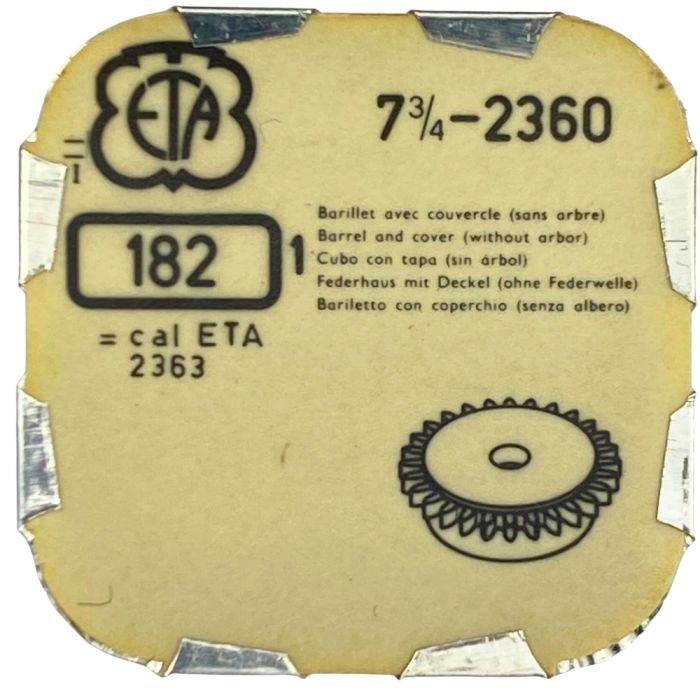 ETA
7¾-2360
=
I
182 1
= cal ETA
2363
Barillet avec couvercle (sans arbre)
Barrel and cover (without arbor)
Cubo con tapa (sin árbol)
Federhaus mit Deckel (ohne Federwelle)
Bariletto con coperchio (senza albero)